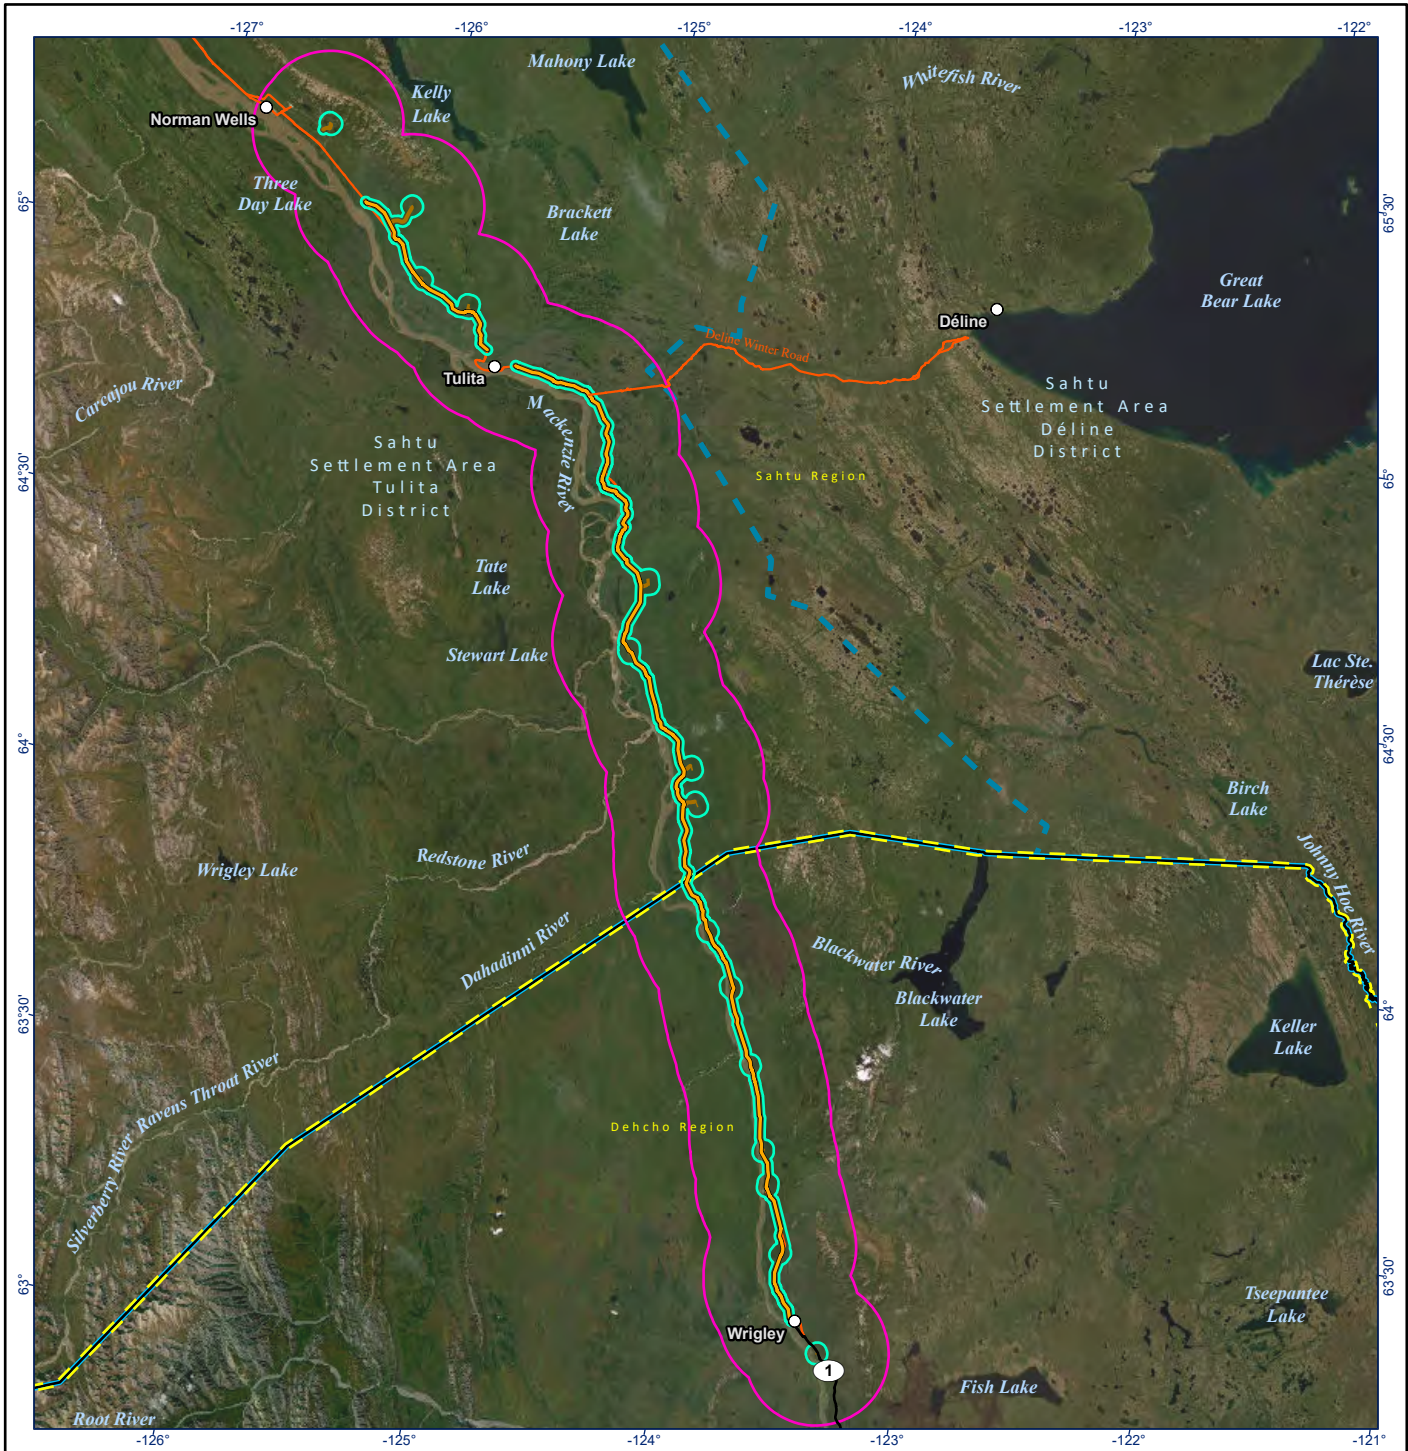 -127°
-126°
-125°
-124°
-123°
-122°
Mahony Lake
Whitefish River
Kelly
Lake
Norman Wells
Three
Day Lake
65°
65°30'
Brackett
Lake
Great
Bear Lake
Déline
Deline Winter Road
Tulita
Carcajou River
Mackenzie River
Sahtu
Settlement Area
Déline
District
Sahtu
Settlement Area
Tulita
District
64°30'
65°
Sahtu Region
Tate
Lake
Stewart Lake
Lac Ste.
Thérèse
64°
64°30'
Birch
Lake
Johnny Hoe River
Redstone River
Wrigley Lake
Dahadinni River
Blackwater River
Blackwater
Lake
63°30'
64°
Keller
Lake
Ravens Throat River
Silverberry River
Dehcho Region
63°
63°30'
Tseepantee
Lake
Wrigley
1
Fish Lake
Root River
-126°
-125°
-124°
-123°
-122°
-121°